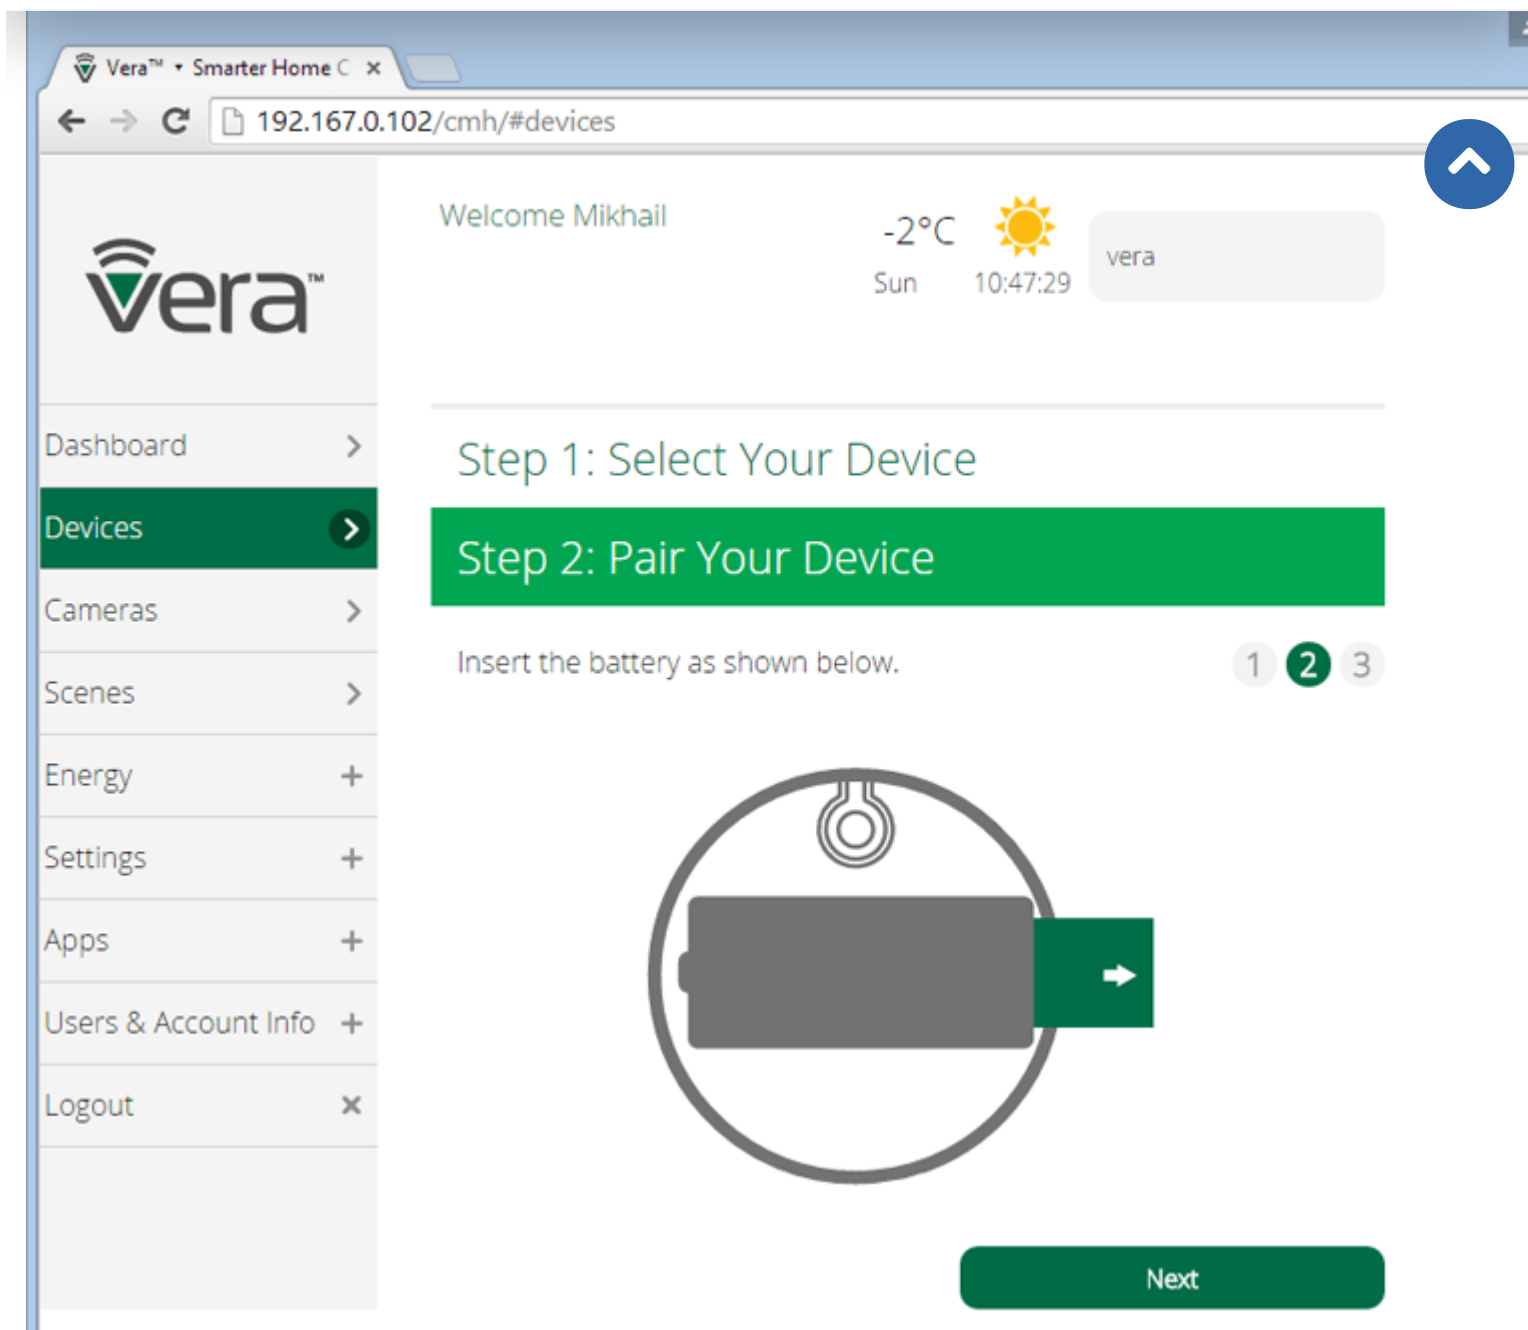 Vera™ • Smarter Home C
192.167.0.102/cmh/#devices
vera™
Welcome Mikhail
-2°C
Sun 10:47:29
vera
Dashboard
Devices
Cameras
Scenes
Energy
Settings
Apps
Users & Account Info
Logout
Step 1: Select Your Device
Step 2: Pair Your Device
Insert the battery as shown below.
1 2 3
Next